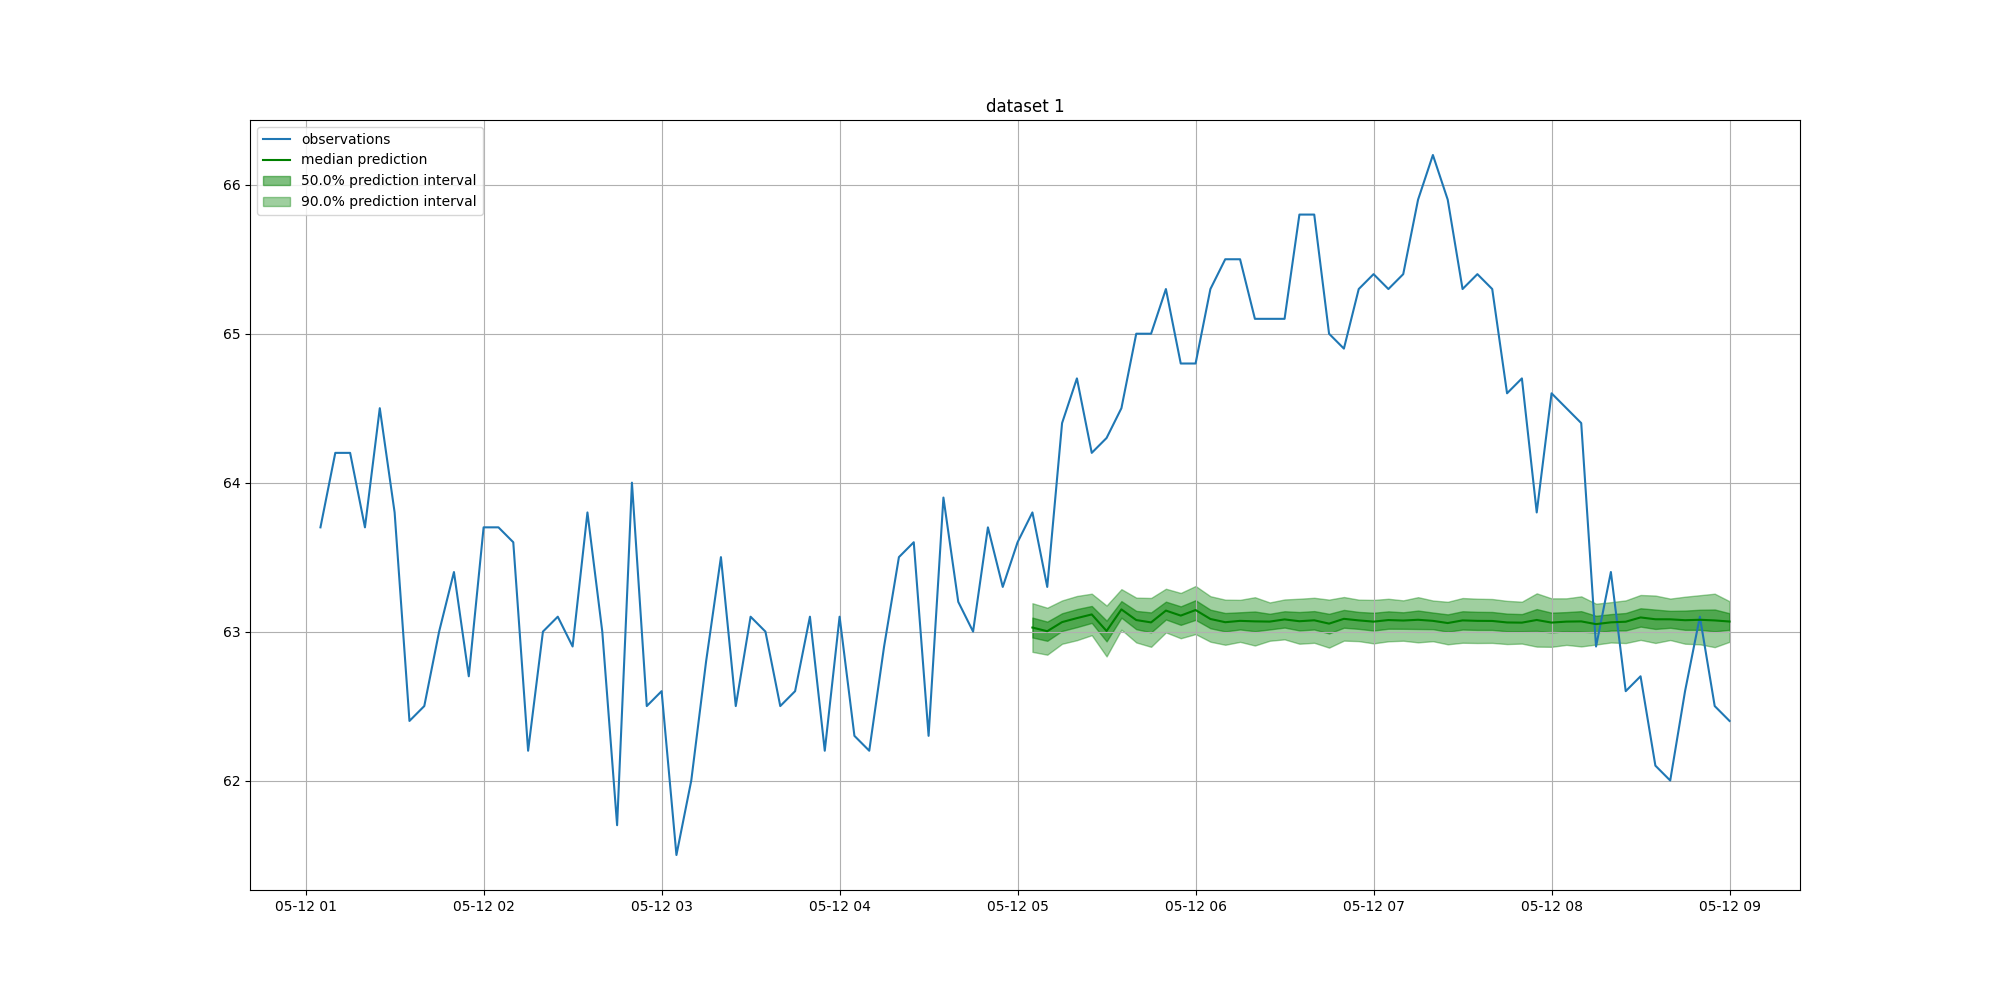 dataset 1
observations
median prediction
50.0% prediction interval
90.0% prediction interval
66
65
64
63
62
05-12 01
05-12 02
05-12 03
05-12 04
05-12 05
05-12 06
05-12 07
05-12 08
05-12 09